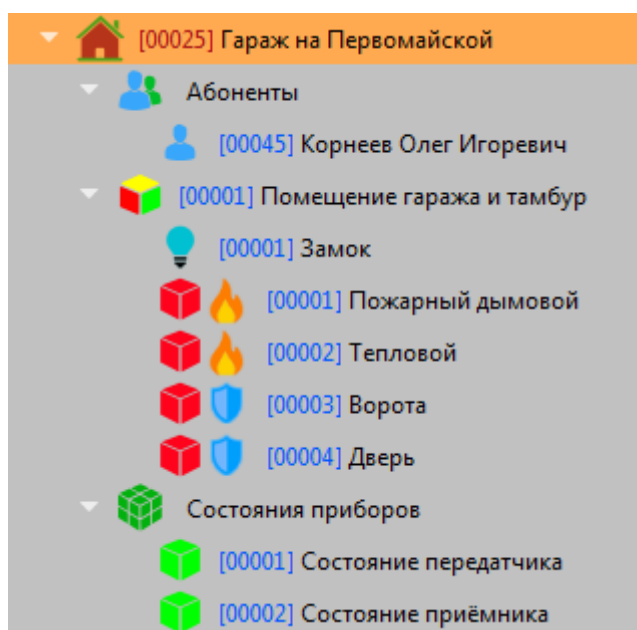 [00025] Гараж на Первомайской
Абоненты
[00045] Корнеев Олег Игоревич
[00001] Помещение гаража и тамбур
[00001] Замок
[00001] Пожарный дымовой
[00002] Тепловой
[00003] Ворота
[00004] Дверь
Состояния приборов
[00001] Состояние передатчика
[00002] Состояние приёмника